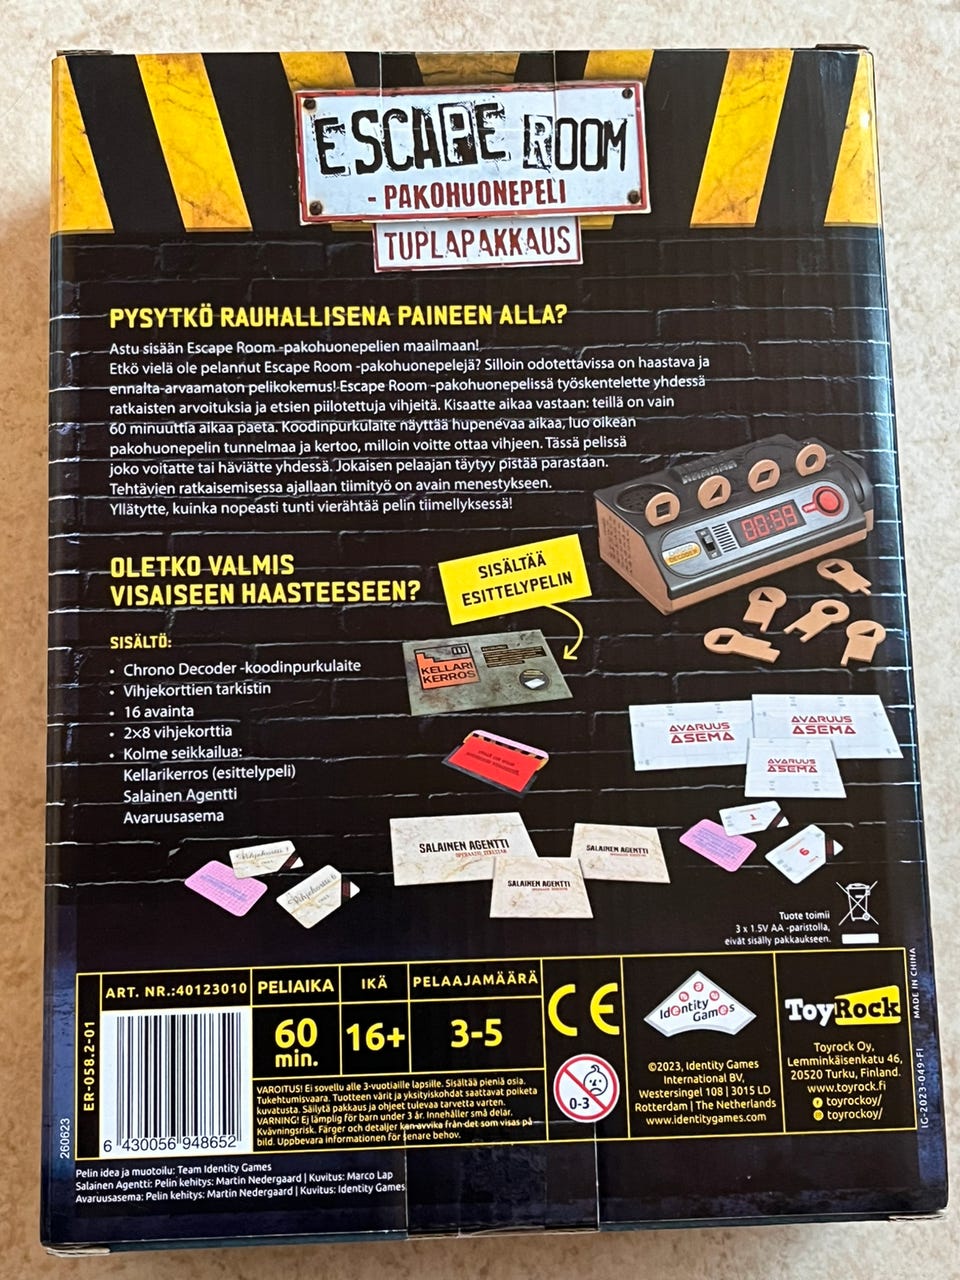 ESCAPE ROOM
- PAKOHUONEPELI
TUPLAPAKKAUS
PYSYTKÖ RAUHALLISENA PAINEEN ALLA?
Astu sisään Escape Room -pakohuonepelien maailmaan!
Etkö vielä ole pelannut Escape Room -pakohuonepelejä? Silloin odotettavissa on haastava ja
ennalta-arvaamaton pelikokemus! Escape Room -pakohuonepelissä työskentelette yhdessä
ratkaisten arvoituksia ja etsien piilotettuja vihjeitä. Kisaatte aikaa vastaan: teillä on vain
60 minuuttia aikaa paeta. Koodinpurkulaite näyttää hupenevaa aikaa, luo oikean
pakohuonepelin tunnelmaa ja kertoo, milloin voitte ottaa vihjeen. Tässä pelissä
joko voitatte tai häviätte yhdessä. Jokaisen pelaajan täytyy pistää parastaan.
Tehtävien ratkaisemisessa ajallaan tiimityö on avain menestykseen.
Yllätytte, kuinka nopeasti tunti vierähtää pelin tiimellyksessä!
OLETKO VALMIS
VISAISEEN HAASTEESEEN?
SISÄLTÄÄ
ESITTELYPELIN
DECODER
SISÄLTÖ:
• Chrono Decoder -koodinpurkulaite
• Vihjekorttien tarkistin
• 16 avainta
• 2×8 vihjekorttia
• Kolme seikkailua:
Kellarikerros (esittelypeli)
Salainen Agentti
Avaruusasema
KELLARI
KERROS
AVARUUS
ASEMA
AVARUUS
ASEMA
AVARUUS
ASEMA
Vihjekortti 1
Vihjekortti 6
SALAINEN AGENTTI
SALAINEN AGENTTI
SALAINEN AGENTTI
1
6
Tuote toimii
3 x 1.5V AA -paristolla,
eivät sisälly pakkaukseen.
ER-058.2-01
ART. NR.:40123010
6 430056 948652
PELIAIKA
60
min.
IKÄ
16+
PELAAJAMÄÄRÄ
3-5
VAROITUS! Ei sovellu alle 3-vuotiaille lapsille. Sisältää pieniä osia.
Tukehtumisvaara. Tuotteen värit ja yksityiskohdat saattavat poiketa
kuvatusta. Säilytä pakkaus ja ohjeet tulevaa tarvetta varten.
VARNING! Ej lämplig för barn under 3 år. Innehåller små delar.
Kvävningsrisk. Färger och detaljer kan avvika från det som visas på
bild. Uppbevara informationen för senare behov.
CE
0-3
Identity
Games
©2023, Identity Games
International BV,
Westersingel 108 | 3015 LD
Rotterdam | The Netherlands
www.identitygames.com
ToyRock
Toyrock Oy,
Lemminkäisenkatu 46,
20520 Turku, Finland.
www.toyrock.fi
toyrockoy/
toyrockoy/
MADE IN CHINA
IG-2023-049-FI
260623
Pelin idea ja muotoilu: Team Identity Games
Salainen Agentti: Pelin kehitys: Martin Nedergaard | Kuvitus: Marco Lap
Avaruusasema: Pelin kehitys: Martin Nedergaard | Kuvitus: Identity Games